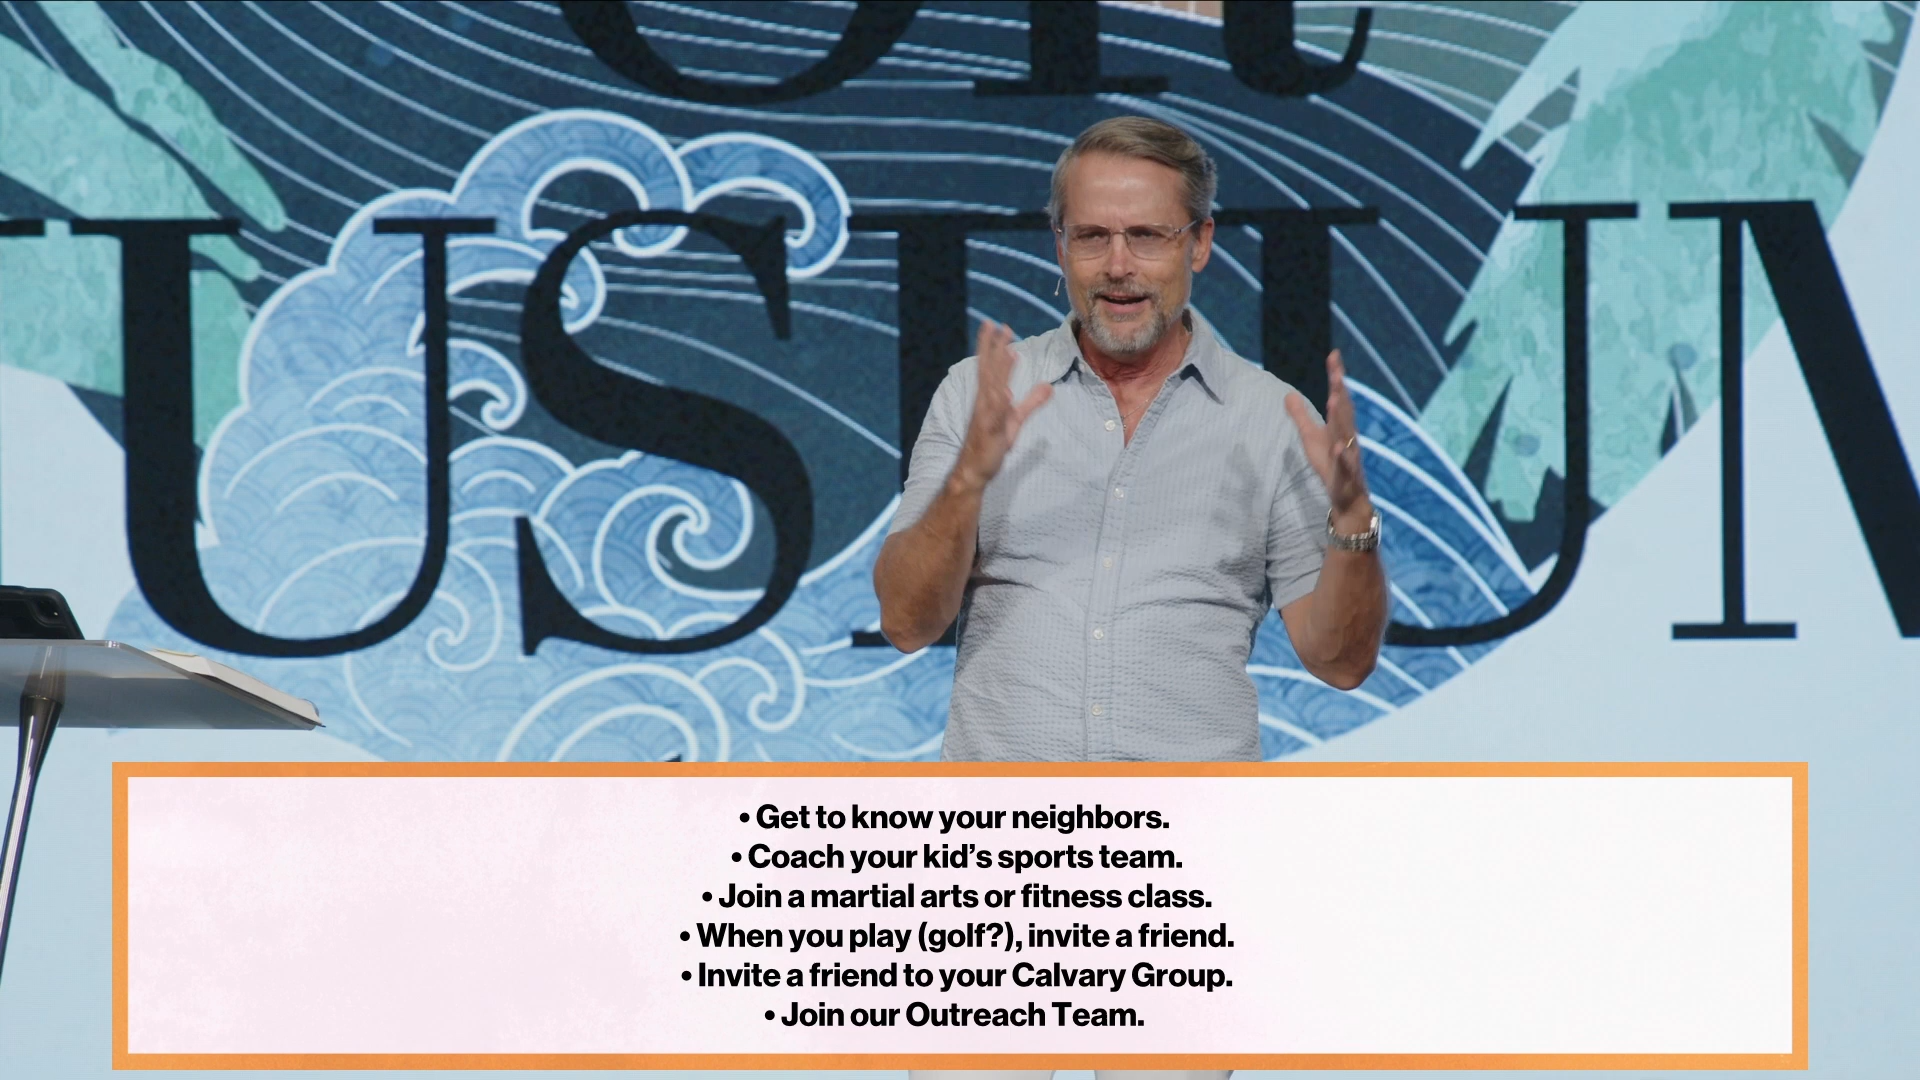 • Get to know your neighbors.
• Coach your kid’s sports team.
• Join a martial arts or fitness class.
• When you play (golf?), invite a friend.
• Invite a friend to your Calvary Group.
• Join our Outreach Team.